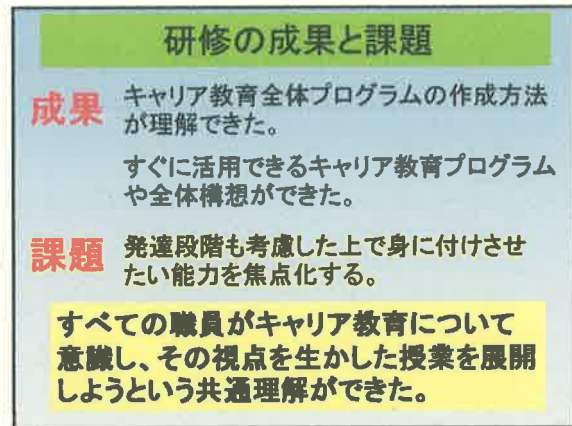 研修の成果と課題
成果 キャリア教育全体プログラムの作成方法
が理解できた。
すぐに活用できるキャリア教育プログラム
や全体構想ができた。
課題 発達段階も考慮した上で身に付けさせ
たい能力を焦点化する。
すべての職員がキャリア教育について
意識し、その視点を生かした授業を展開
しようという共通理解ができた。